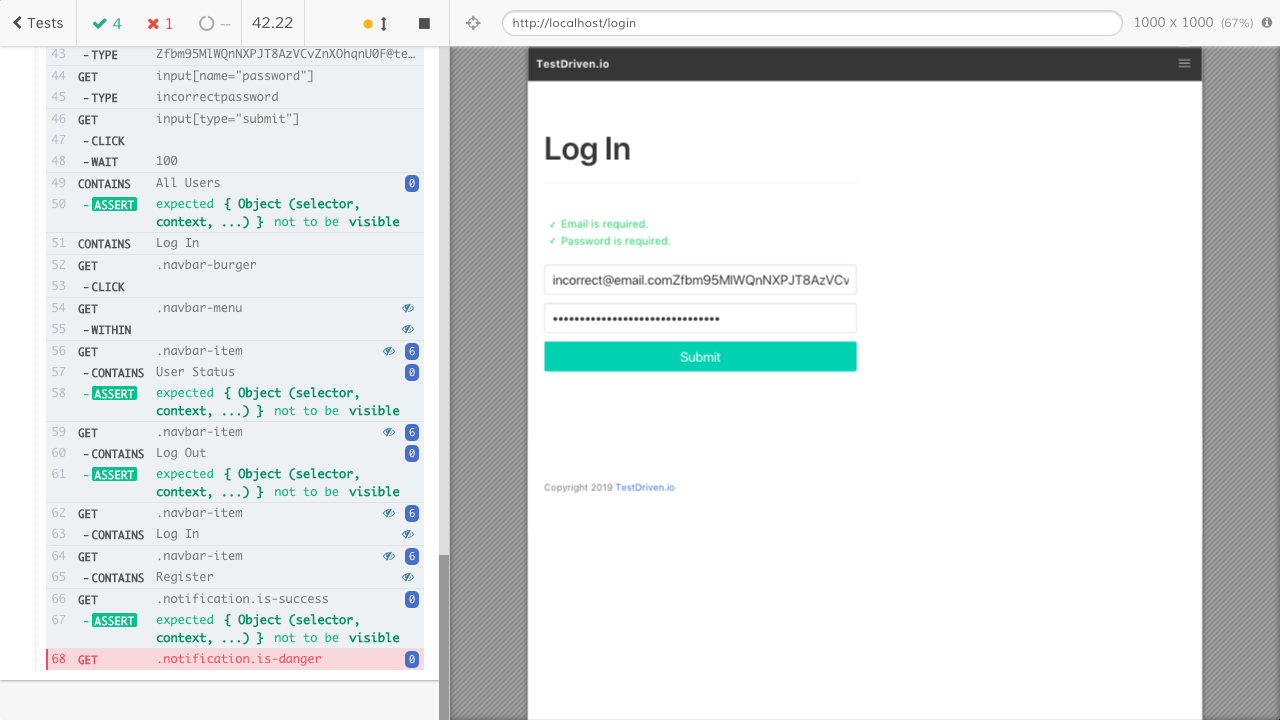 Tests 4 1 -- 42.22 http://localhost/login 1000 x 1000 (67%)
43 - TYPE Zfbm95MlWQnNXPJT8AzVCvZnXOhqnU0F@te…
44 GET input[name="password"]
45 - TYPE incorrectpassword
46 GET input[type="submit"]
47 - CLICK
48 - WAIT 100
49 CONTAINS All Users 0
50 - ASSERT expected { Object (selector,
context, ...) } not to be visible
51 CONTAINS Log In
52 GET .navbar-burger
53 - CLICK
54 GET .navbar-menu
55 - WITHIN
56 GET .navbar-item 6
57 - CONTAINS User Status 0
58 - ASSERT expected { Object (selector,
context, ...) } not to be visible
59 GET .navbar-item 6
60 - CONTAINS Log Out 0
61 - ASSERT expected { Object (selector,
context, ...) } not to be visible
62 GET .navbar-item 6
63 - CONTAINS Log In
64 GET .navbar-item 6
65 - CONTAINS Register
66 GET .notification.is-success 0
67 - ASSERT expected { Object (selector,
context, ...) } not to be visible
68 GET .notification.is-danger 0
TestDriven.io
Log In
✓ Email is required.
✓ Password is required.
incorrect@email.comZfbm95MlWQnNXPJT8AzVCv
Submit
Copyright 2019 TestDriven.io